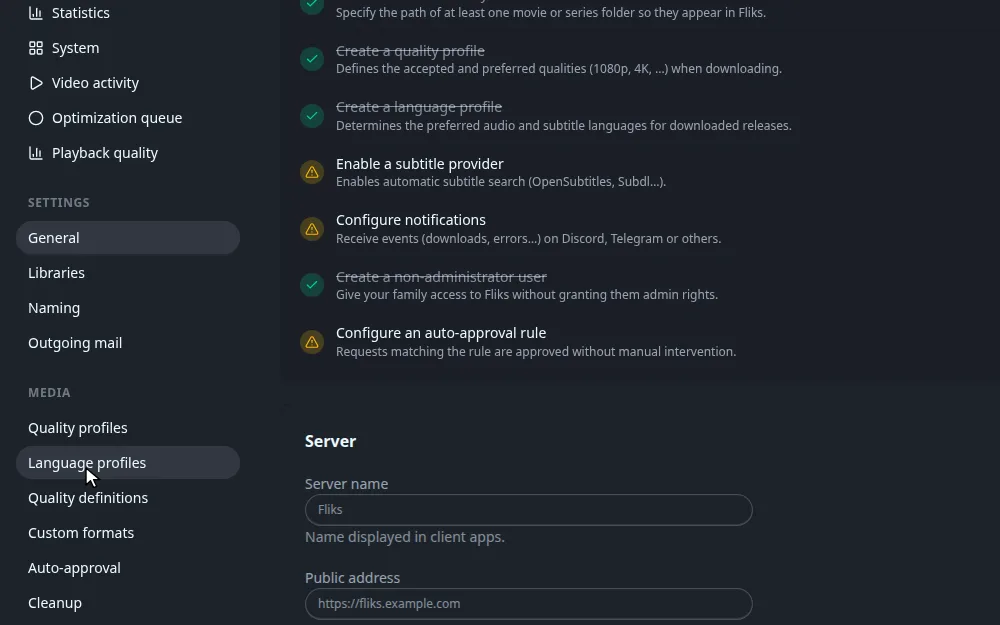 Statistics
System
Video activity
Optimization queue
Playback quality
SETTINGS
General
Libraries
Naming
Outgoing mail
MEDIA
Quality profiles
Language profiles
Quality definitions
Custom formats
Auto-approval
Cleanup
Specify the path of at least one movie or series folder so they appear in Fliks.
Create a quality profile
Defines the accepted and preferred qualities (1080p, 4K, ...) when downloading.
Create a language profile
Determines the preferred audio and subtitle languages for downloaded releases.
Enable a subtitle provider
Enables automatic subtitle search (OpenSubtitles, Subdl...).
Configure notifications
Receive events (downloads, errors...) on Discord, Telegram or others.
Create a non-administrator user
Give your family access to Fliks without granting them admin rights.
Configure an auto-approval rule
Requests matching the rule are approved without manual intervention.
Server
Server name
Fliks
Name displayed in client apps.
Public address
https://fliks.example.com